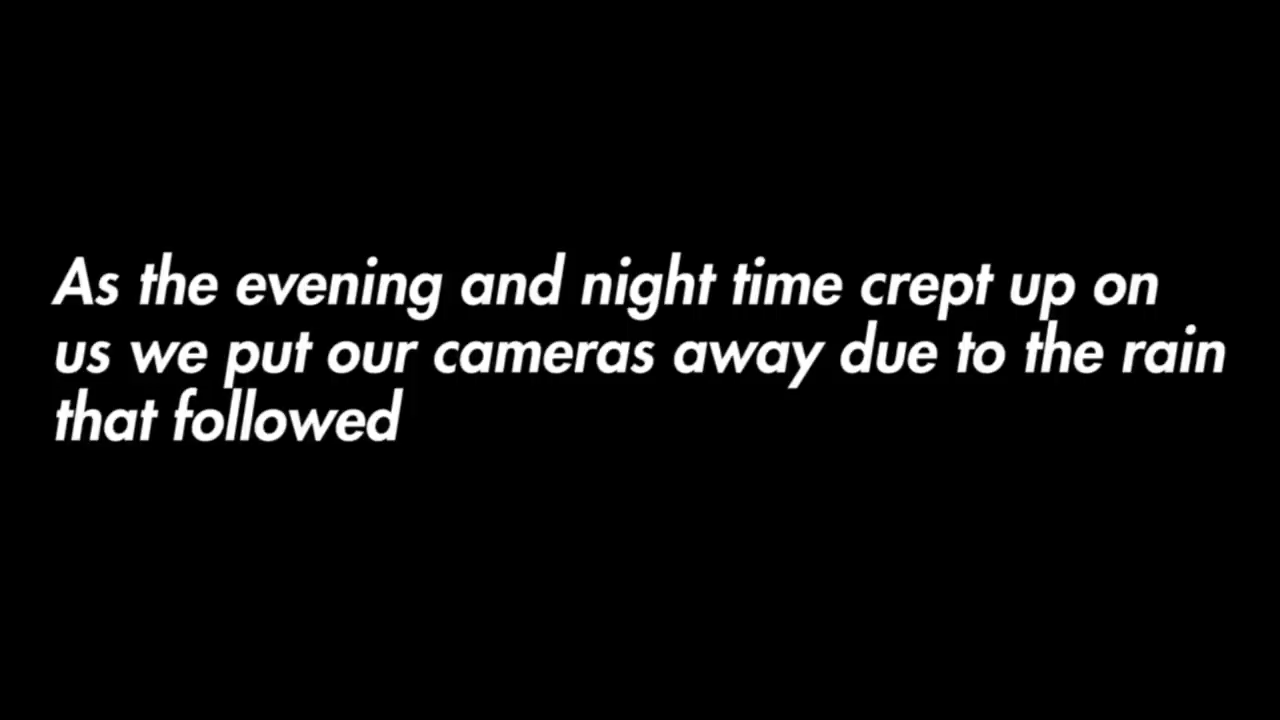 As the evening and night time crept up on
us we put our cameras away due to the rain
that followed